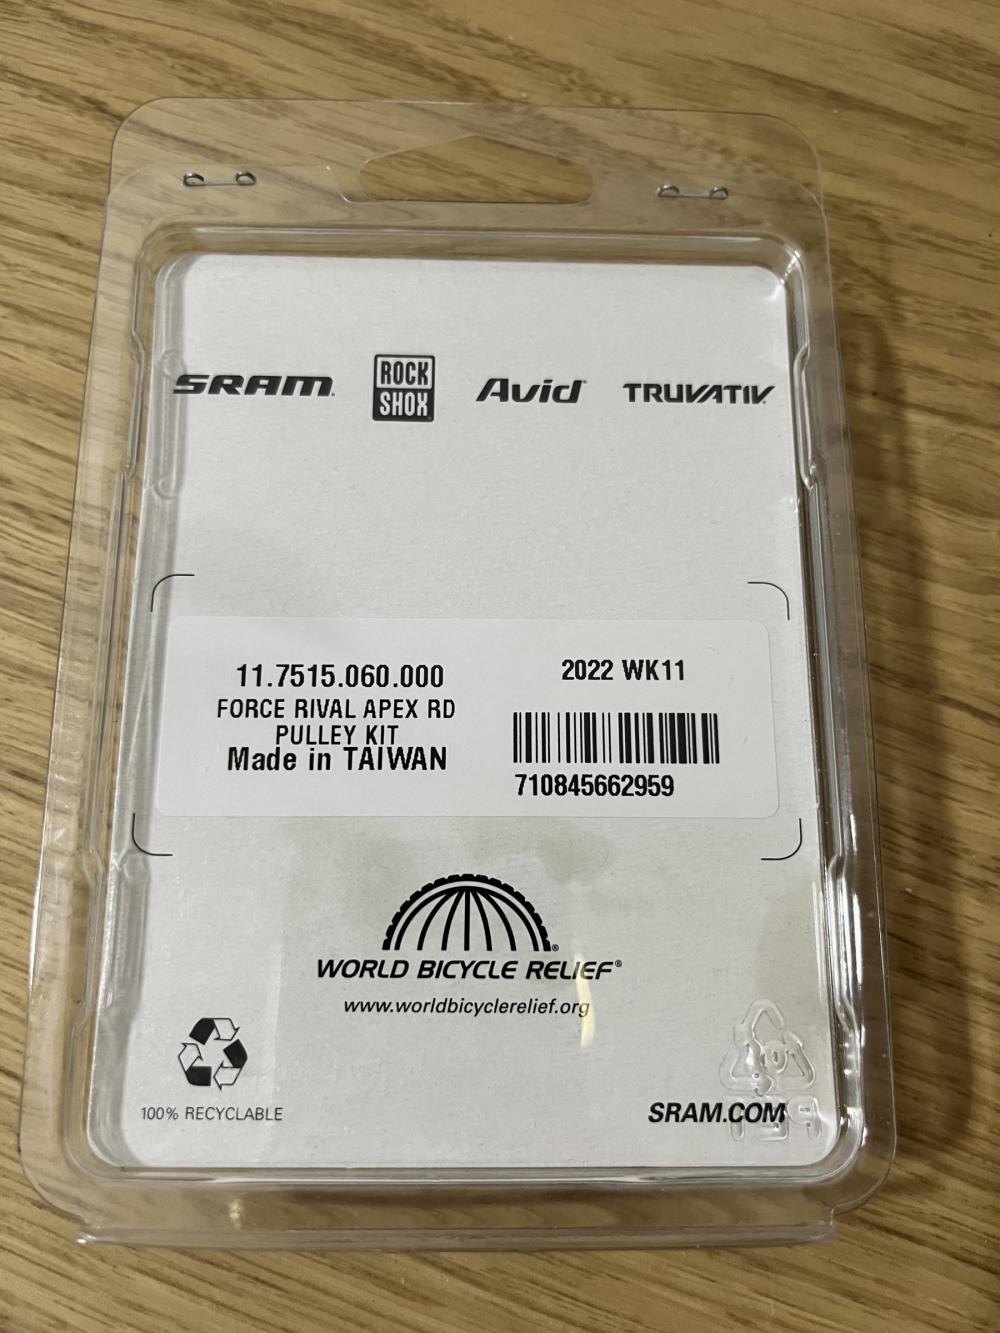 SRAM
ROCK
SHOX
Avid
TRUVATIV
11.7515.060.000
FORCE RIVAL APEX RD
PULLEY KIT
Made in TAIWAN
2022 WK11
710845662959
WORLD BICYCLE RELIEF®
www.worldbicyclerelief.org
100% RECYCLABLE
SRAM.COM